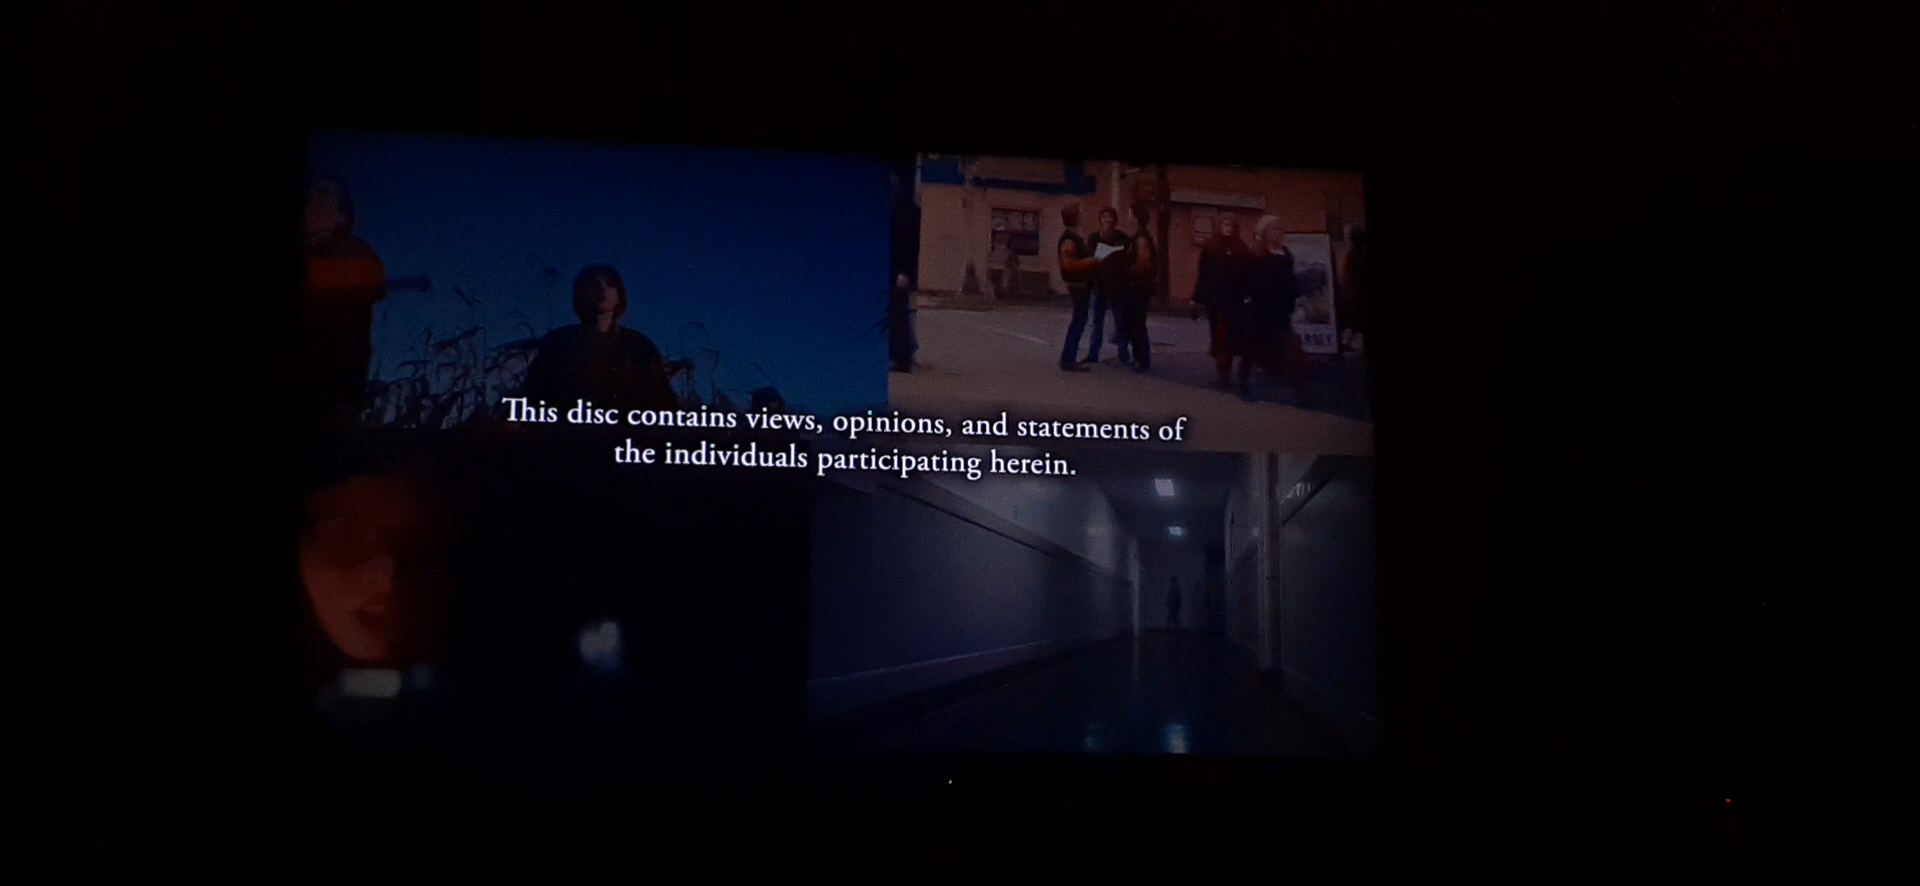 This disc contains views, opinions, and statements of
the individuals participating herein.